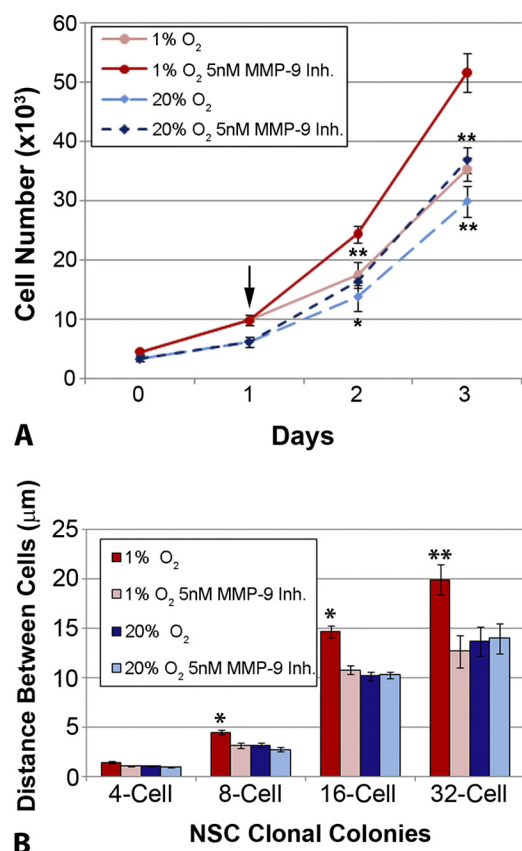 60
50
40
30
20
10
0
Cell Number (x10³)
1% O₂
1% O₂ 5nM MMP-9 Inh.
20% O₂
20% O₂ 5nM MMP-9 Inh.
**
**
**
*
0 1 2 3
Days
A
25
20
15
10
5
0
Distance Between Cells (μm)
1% O₂
1% O₂ 5nM MMP-9 Inh.
20% O₂
20% O₂ 5nM MMP-9 Inh.
*
*
**
4-Cell 8-Cell 16-Cell 32-Cell
NSC Clonal Colonies
B